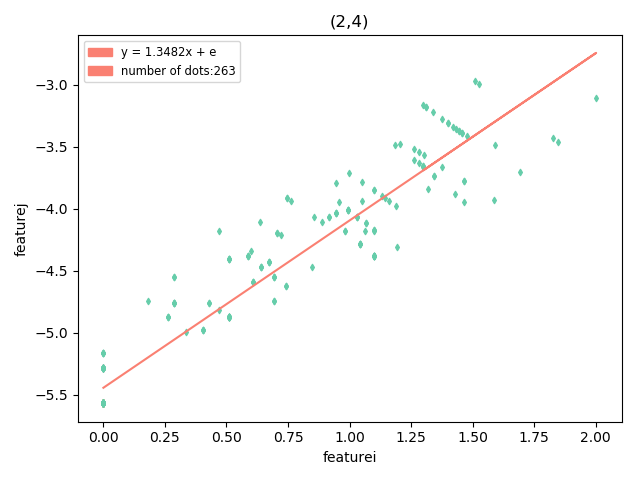 (2,4)
y = 1.3482x + e
number of dots:263
−3.0
−3.5
−4.0
−4.5
−5.0
−5.5
featurej
0.00 0.25 0.50 0.75 1.00 1.25 1.50 1.75 2.00
featurei